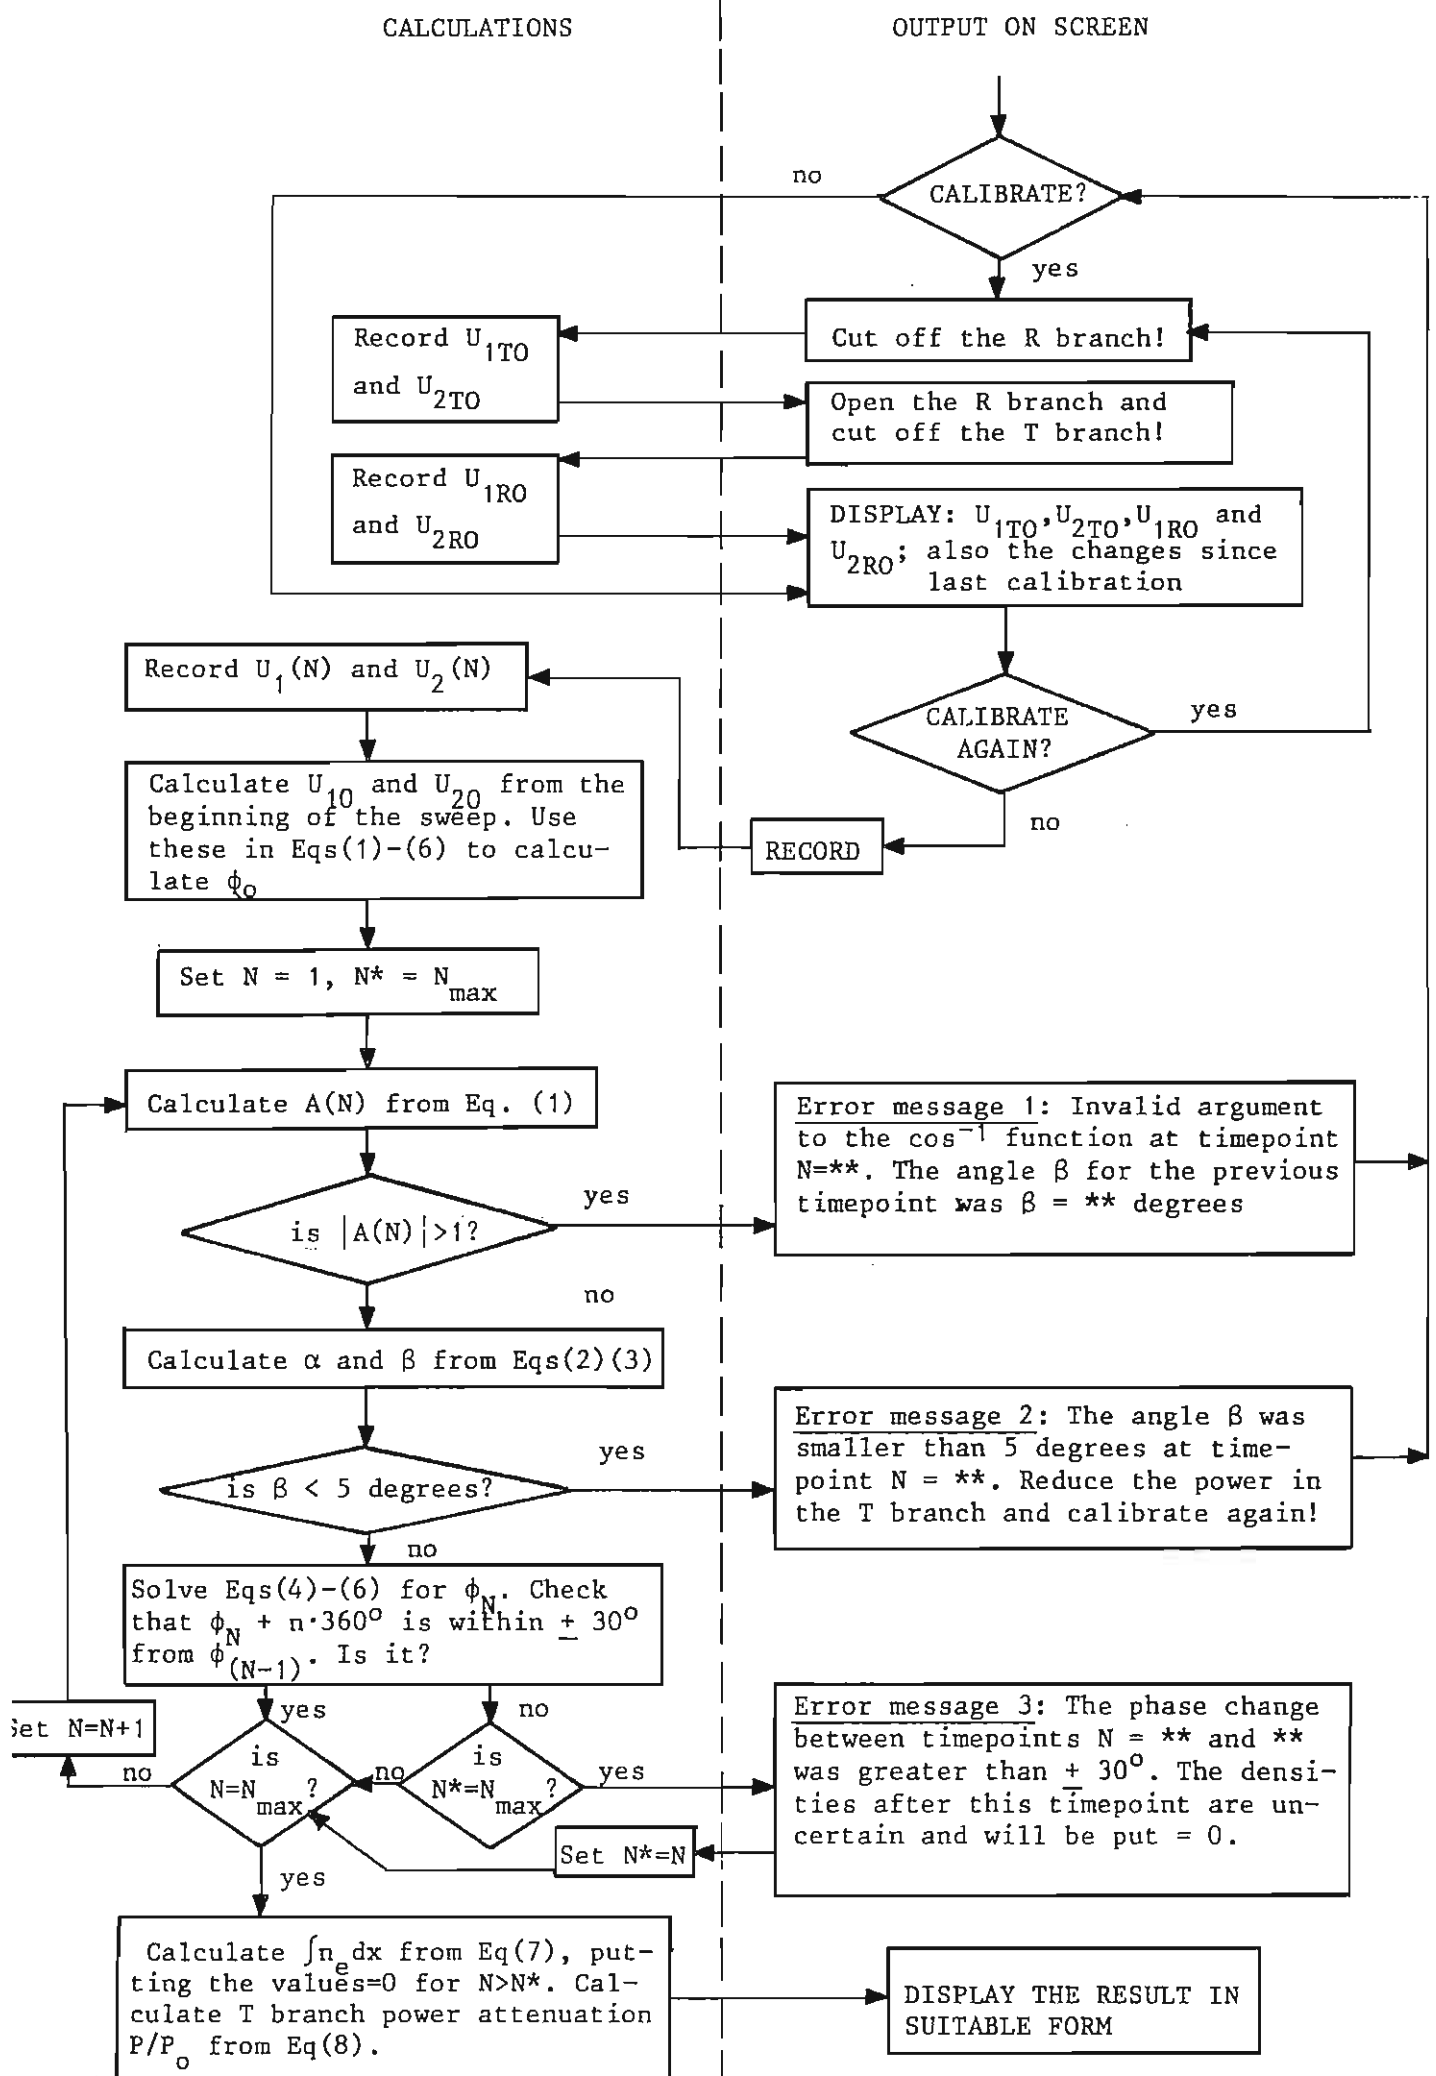 CALCULATIONS
OUTPUT ON SCREEN
CALIBRATE?
no
yes
Cut off the R branch!
Record U1TO
and U2TO
Open the R branch and
cut off the T branch!
Record U1RO
and U2RO
DISPLAY: U1TO,U2TO,U1RO and
U2RO; also the changes since
last calibration
CALIBRATE
AGAIN?
yes
no
RECORD
Record U1(N) and U2(N)
Calculate U10 and U20 from the
beginning of the sweep. Use
these in Eqs(1)-(6) to calcu-
late ϕo
Set N = 1, N* = Nmax
Calculate A(N) from Eq. (1)
is |A(N)|>1?
yes
no
Error message 1: Invalid argument
to the cos⁻¹ function at timepoint
N=**. The angle β for the previous
timepoint was β = ** degrees
Calculate α and β from Eqs(2)(3)
is β < 5 degrees?
yes
no
Error message 2: The angle β was
smaller than 5 degrees at time-
point N = **. Reduce the power in
the T branch and calibrate again!
Solve Eqs(4)-(6) for ϕN. Check
that ϕN + n·360° is within ± 30°
from ϕ(N-1). Is it?
yes
no
Set N=N+1
no
is
N=Nmax?
no
is
N*=Nmax?
yes
Error message 3: The phase change
between timepoints N = ** and **
was greater than ± 30°. The densi-
ties after this timepoint are un-
certain and will be put = 0.
Set N*=N
yes
Calculate ∫nedx from Eq(7), put-
ting the values=0 for N>N*. Cal-
culate T branch power attenuation
P/Po from Eq(8).
DISPLAY THE RESULT IN
SUITABLE FORM